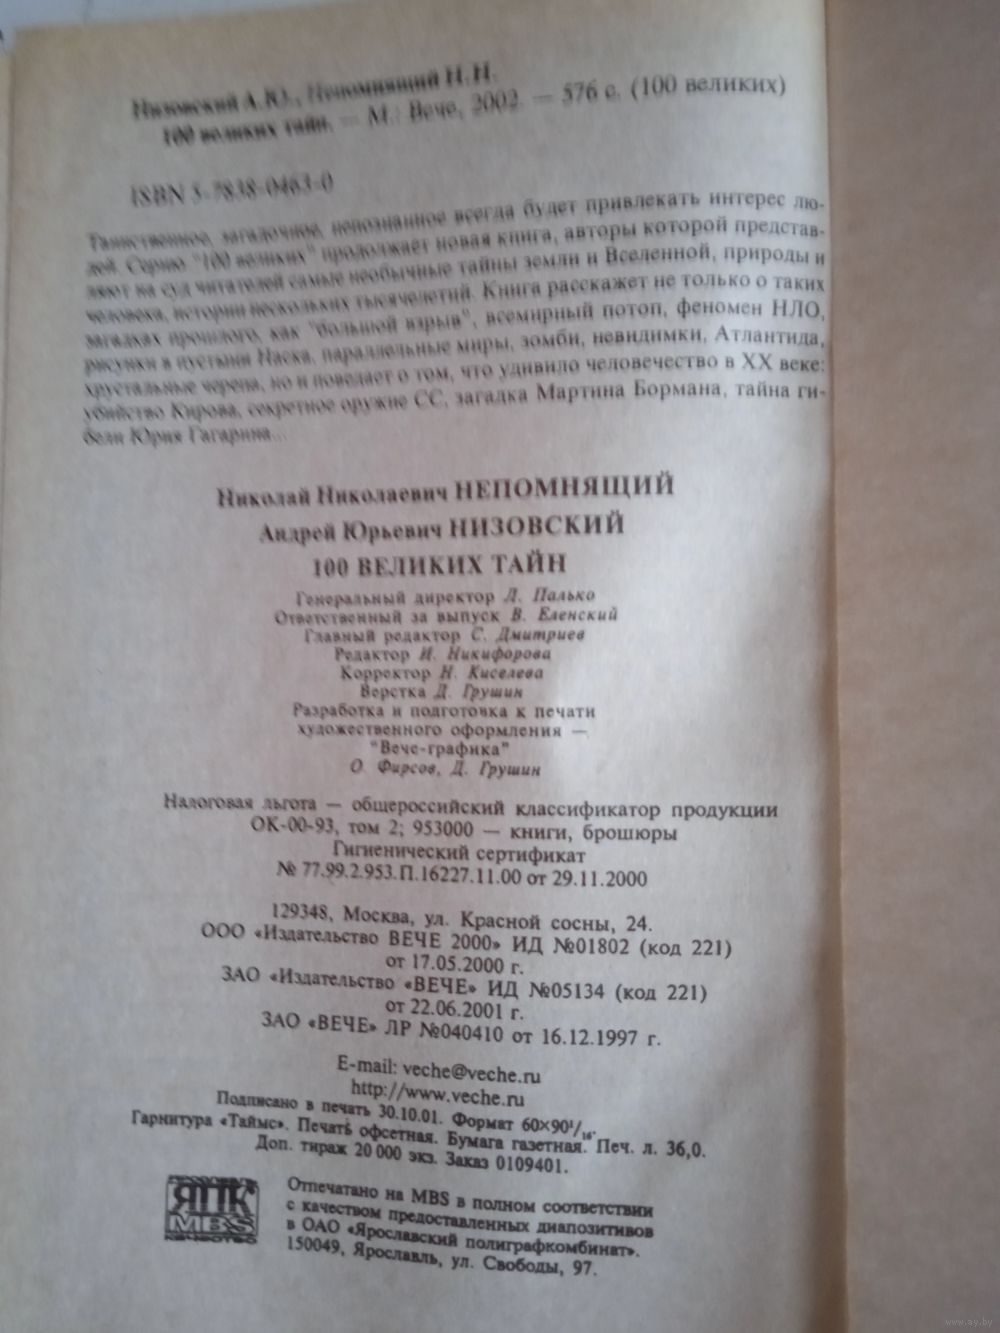 Низовский А.Ю., Непомнящий Н.Н.
100 великих тайн. — М.: Вече, 2002. — 576 с. (100 великих)
ISBN 5-7838-0463-0
Таинственное, загадочное, непознанное всегда будет привлекать интерес лю-
дей. Серию "100 великих" продолжает новая книга, авторы которой представ-
ляют на суд читателей самые необычные тайны земли и Вселенной, природы и
человека, истории нескольких тысячелетий. Книга расскажет не только о таких
загадках прошлого, как "большой взрыв", всемирный потоп, феномен НЛО,
рисунки в пустыни Наска, параллельные миры, зомби, невидимки, Атлантида,
хрустальные черепа, но и поведает о том, что удивило человечество в XX веке:
убийство Кирова, секретное оружие СС, загадка Мартина Бормана, тайна ги-
бели Юрия Гагарина...
Николай Николаевич НЕПОМНЯЩИЙ
Андрей Юрьевич НИЗОВСКИЙ
100 ВЕЛИКИХ ТАЙН
Генеральный директор Л. Палько
Ответственный за выпуск В. Еленский
Главный редактор С. Дмитриев
Редактор И. Никифорова
Корректор Н. Киселева
Верстка Д. Грушин
Разработка и подготовка к печати
художественного оформления —
"Вече-графика"
О. Фирсов, Д. Грушин
Налоговая льгота — общероссийский классификатор продукции
ОК-00-93, том 2; 953000 — книги, брошюры
Гигиенический сертификат
№ 77.99.2.953.П.16227.11.00 от 29.11.2000
129348, Москва, ул. Красной сосны, 24.
ООО «Издательство ВЕЧЕ 2000» ИД №01802 (код 221)
от 17.05.2000 г.
ЗАО «Издательство «ВЕЧЕ» ИД №05134 (код 221)
от 22.06.2001 г.
ЗАО «ВЕЧЕ» ЛР №040410 от 16.12.1997 г.
E-mail: veche@veche.ru
http://www.veche.ru
Подписано в печать 30.10.01. Формат 60×90¹/₁₆.
Гарнитура «Таймс». Печать офсетная. Бумага газетная. Печ. л. 36,0.
Доп. тираж 20 000 экз. Заказ 0109401.
ЯПК
MBS
КАЧЕСТВО
Отпечатано на MBS в полном соответствии
с качеством предоставленных диапозитивов
в ОАО «Ярославский полиграфкомбинат».
150049, Ярославль, ул. Свободы, 97.
www.ay.by